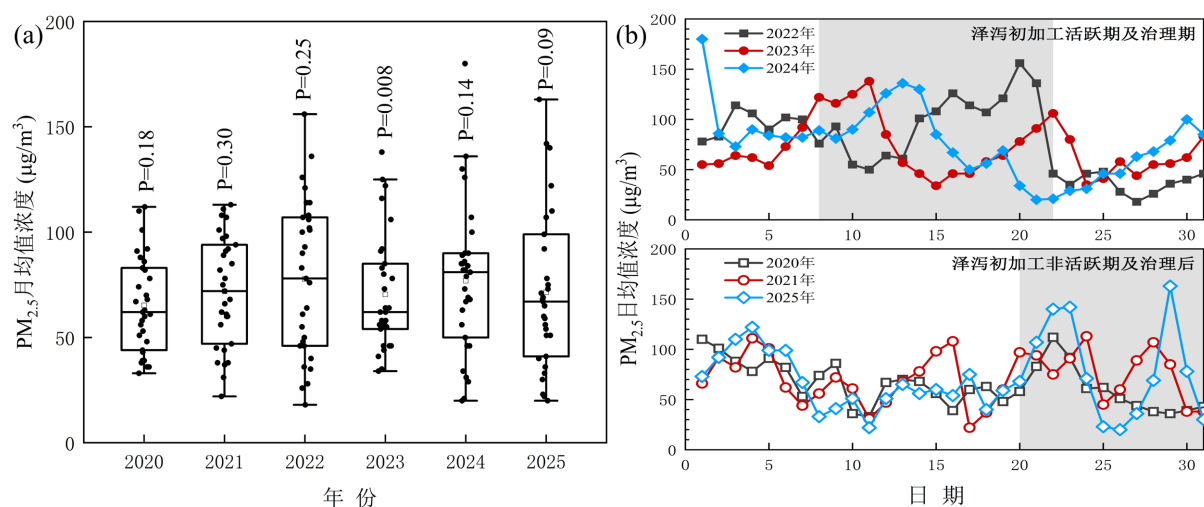 (a)
PM2.5月均值浓度 (μg/m³)
200
150
100
50
0
P=0.18
P=0.30
P=0.25
P=0.008
P=0.14
P=0.09
2020
2021
2022
2023
2024
2025
年 份
(b)
PM2.5日均值浓度 (μg/m³)
200
150
100
50
0
2022年
2023年
2024年
泽泻初加工活跃期及治理期
0
5
10
15
20
25
30
200
150
100
50
0
2020年
2021年
2025年
泽泻初加工非活跃期及治理后
0
5
10
15
20
25
30
日 期